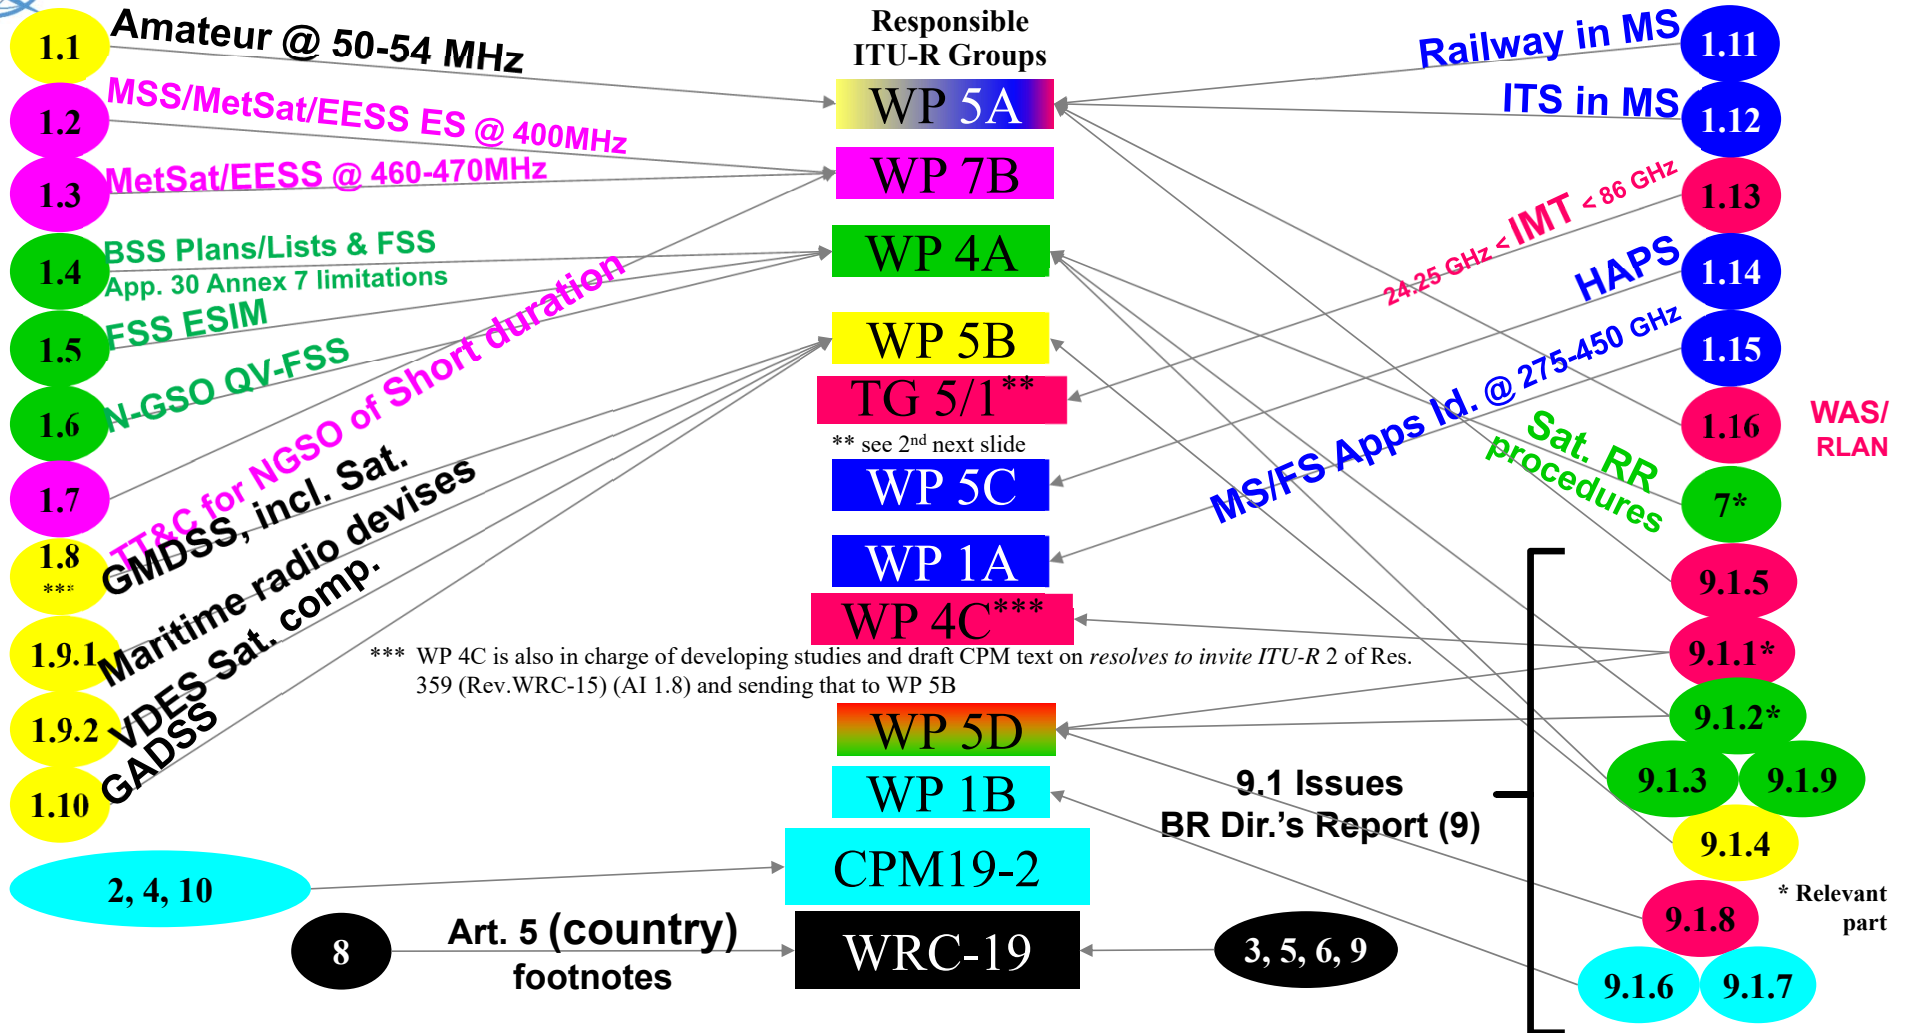 Responsible
ITU-R Groups
1.1
Amateur @ 50-54 MHz
1.2
MSS/MetSat/EESS ES @ 400MHz
1.3
MetSat/EESS @ 460-470MHz
1.4
BSS Plans/Lists & FSS
App. 30 Annex 7 limitations
1.5
FSS ESIM
1.6
N-GSO QV-FSS
1.7
TT&C for NGSO of Short duration
1.8
***
GMDSS, incl. Sat.
1.9.1
Maritime radio devises
1.9.2
VDES Sat. comp.
1.10
GADSS
2, 4, 10
8
Art. 5 (country)
footnotes
WP 5A
WP 7B
WP 4A
WP 5B
TG 5/1**
** see 2nd next slide
WP 5C
WP 1A
WP 4C***
*** WP 4C is also in charge of developing studies and draft CPM text on resolves to invite ITU-R 2 of Res.
359 (Rev.WRC-15) (AI 1.8) and sending that to WP 5B
WP 5D
WP 1B
CPM19-2
WRC-19
Railway in MS
1.11
ITS in MS
1.12
24.25 GHz < IMT < 86 GHz
1.13
HAPS
1.14
MS/FS Apps Id. @ 275-450 GHz
1.15
1.16
WAS/
RLAN
Sat. RR
procedures
7*
9.1.5
9.1.1*
9.1.2*
9.1.3
9.1.9
9.1 Issues
BR Dir.'s Report (9)
9.1.4
* Relevant
part
9.1.8
3, 5, 6, 9
9.1.6
9.1.7